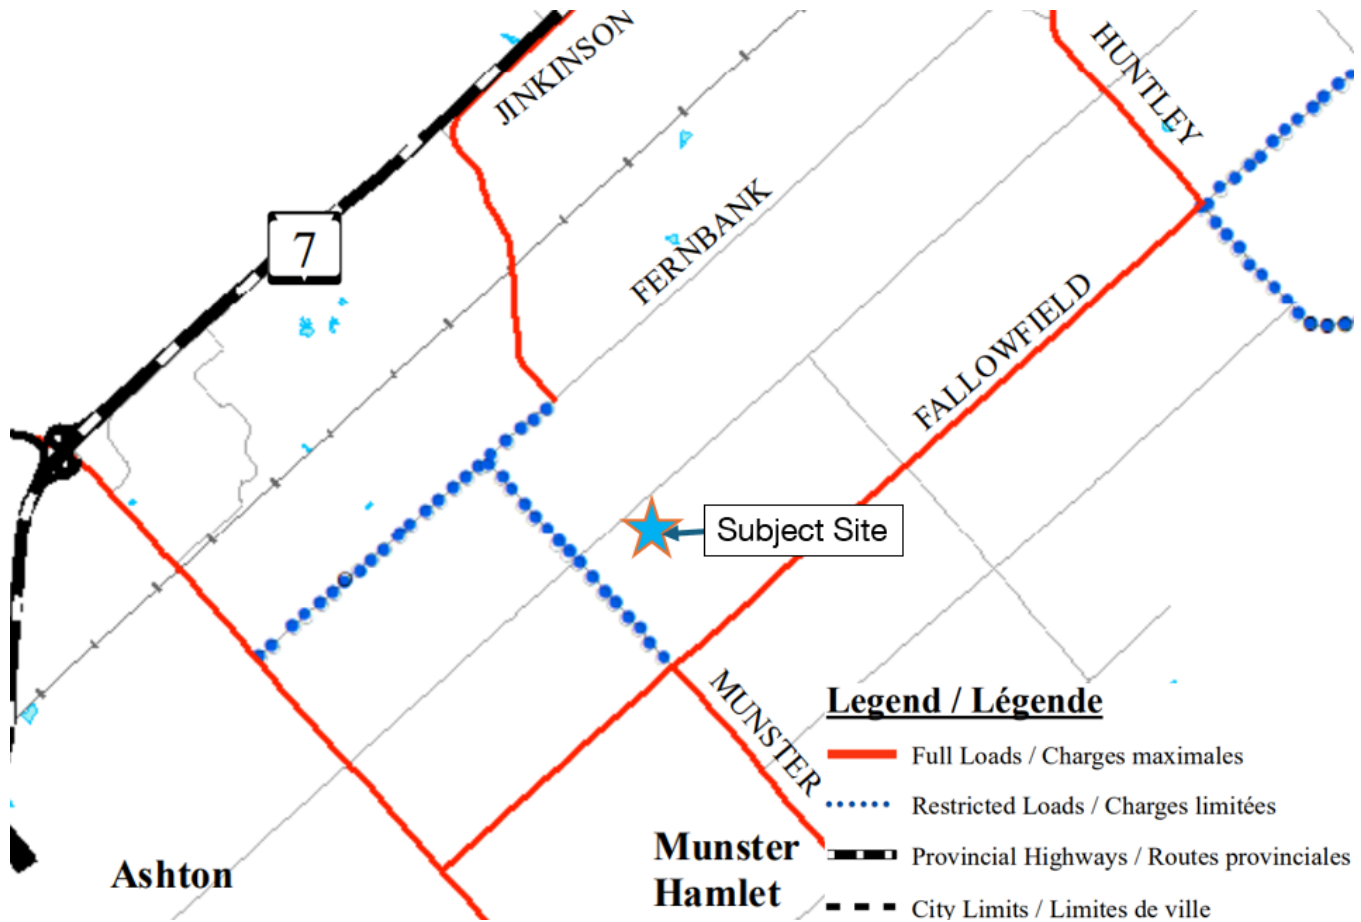 JINKINSON
HUNTLEY
FERNBANK
7
FALLOWFIELD
Subject Site
MUNSTER
Ashton
Munster
Hamlet
Legend / Légende
Full Loads / Charges maximales
Restricted Loads / Charges limitées
Provincial Highways / Routes provinciales
City Limits / Limites de ville